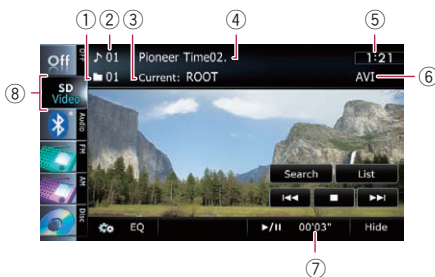 ① ② ③ ④ ⑤
Off
OFF
♪ 01 Pioneer Time02.
1:21
01 Current: ROOT
AVI
⑥
⑧
SD
Video
Audio
FM
AM
Disc
Search List
EQ
►/II 00'03"
Hide
⑦